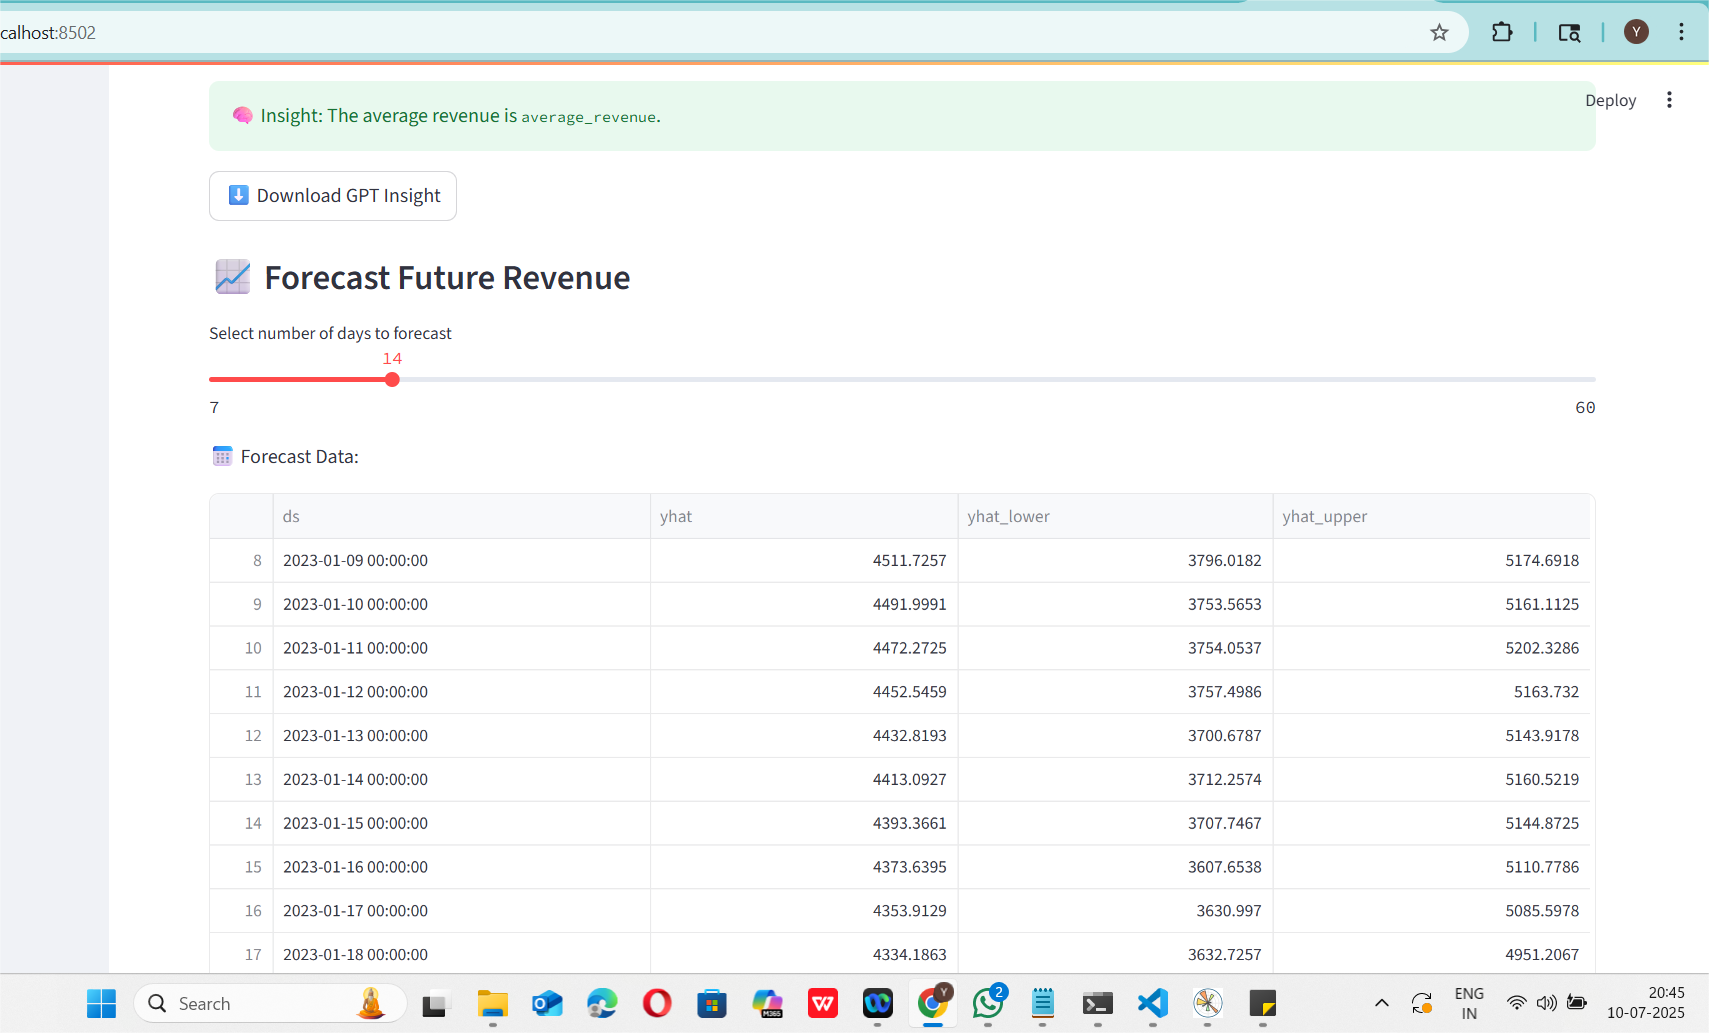 calhost:8502
Y
Deploy
Insight: The average revenue is average_revenue.
Download GPT Insight
Forecast Future Revenue
Select number of days to forecast
14
7 60
Forecast Data:
ds yhat yhat_lower yhat_upper
8 2023-01-09 00:00:00 4511.7257 3796.0182 5174.6918
9 2023-01-10 00:00:00 4491.9991 3753.5653 5161.1125
10 2023-01-11 00:00:00 4472.2725 3754.0537 5202.3286
11 2023-01-12 00:00:00 4452.5459 3757.4986 5163.732
12 2023-01-13 00:00:00 4432.8193 3700.6787 5143.9178
13 2023-01-14 00:00:00 4413.0927 3712.2574 5160.5219
14 2023-01-15 00:00:00 4393.3661 3707.7467 5144.8725
15 2023-01-16 00:00:00 4373.6395 3607.6538 5110.7786
16 2023-01-17 00:00:00 4353.9129 3630.997 5085.5978
17 2023-01-18 00:00:00 4334.1863 3632.7257 4951.2067
Search
M365
Y
2
ENG
IN
20:45
10-07-2025